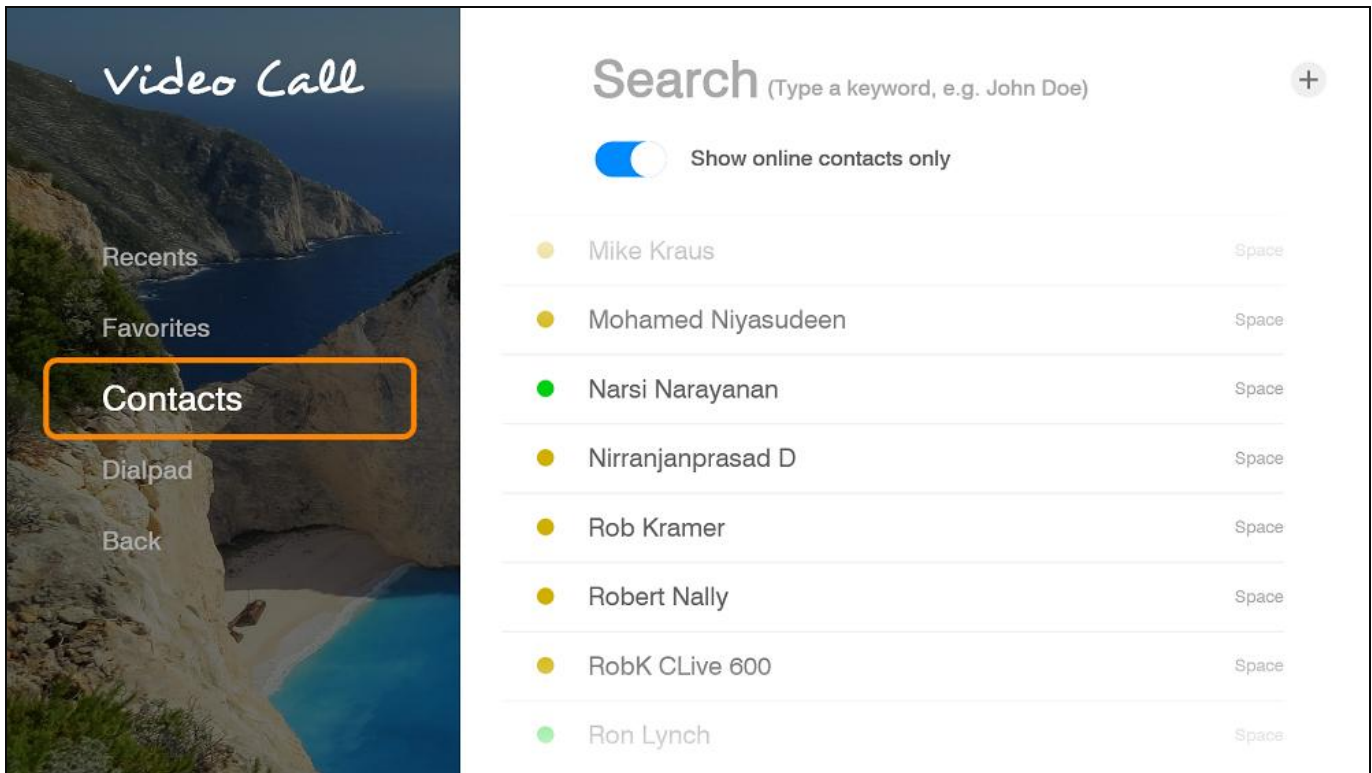 Video Call
Recents
Favorites
Contacts
Dialpad
Back
Search (Type a keyword, e.g. John Doe)
+
Show online contacts only
Mike Kraus Space
Mohamed Niyasudeen Space
Narsi Narayanan Space
Nirranjanprasad D Space
Rob Kramer Space
Robert Nally Space
RobK CLive 600 Space
Ron Lynch Space